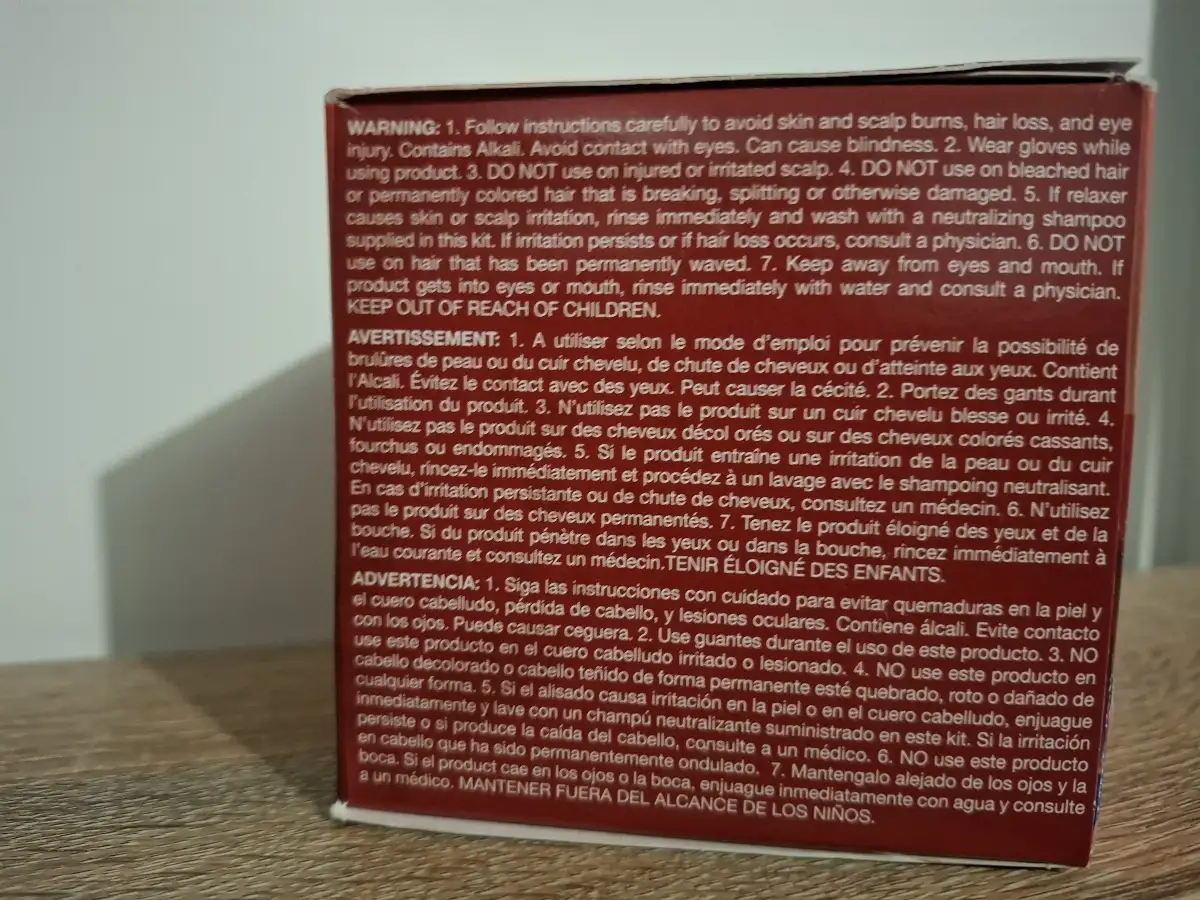 WARNING: 1. Follow instructions carefully to avoid skin and scalp burns, hair loss, and eye
injury. Contains Alkali. Avoid contact with eyes. Can cause blindness. 2. Wear gloves while
using product. 3. DO NOT use on injured or irritated scalp. 4. DO NOT use on bleached hair
or permanently colored hair that is breaking, splitting or otherwise damaged. 5. If relaxer
causes skin or scalp irritation, rinse immediately and wash with a neutralizing shampoo
supplied in this kit. If irritation persists or if hair loss occurs, consult a physician. 6. DO NOT
use on hair that has been permanently waved. 7. Keep away from eyes and mouth. If
product gets into eyes or mouth, rinse immediately with water and consult a physician.
KEEP OUT OF REACH OF CHILDREN.
AVERTISSEMENT: 1. A utiliser selon le mode d'emploi pour prévenir la possibilité de
brulûres de peau ou du cuir chevelu, de chute de cheveux ou d'atteinte aux yeux. Contient
l'Alcali. Évitez le contact avec des yeux. Peut causer la cécité. 2. Portez des gants durant
l'utilisation du produit. 3. N'utilisez pas le produit sur un cuir chevelu blesse ou irrité. 4.
N'utilisez pas le produit sur des cheveux décol orés ou sur des cheveux colorés cassants,
fourchus ou endommagés. 5. Si le produit entraîne une irritation de la peau ou du cuir
chevelu, rincez-le immédiatement et procédez à un lavage avec le shampoing neutralisant.
En cas d'irritation persistante ou de chute de cheveux, consultez un médecin. 6. N'utilisez
pas le produit sur des cheveux permanentés. 7. Tenez le produit éloigné des yeux et de la
bouche. Si du produit pénètre dans les yeux ou dans la bouche, rincez immédiatement à
l'eau courante et consultez un médecin.TENIR ÉLOIGNÉ DES ENFANTS.
ADVERTENCIA: 1. Siga las instrucciones con cuidado para evitar quemaduras en la piel y
el cuero cabelludo, pérdida de cabello, y lesiones oculares. Contiene álcali. Evite contacto
con los ojos. Puede causar ceguera. 2. Use guantes durante el uso de este producto. 3. NO
use este producto en el cuero cabelludo irritado o lesionado. 4. NO use este producto en
cabello decolorado o cabello teñido de forma permanente esté quebrado, roto o dañado de
cualquier forma. 5. Si el alisado causa irritación en la piel o en el cuero cabelludo, enjuague
inmediatamente y lave con un champú neutralizante suministrado en este kit. Si la irritación
persiste o si produce la caída del cabello, consulte a un médico. 6. NO use este producto
en cabello que ha sido permanentemente ondulado. 7. Mantengalo alejado de los ojos y la
boca. Si el product cae en los ojos o la boca, enjuague inmediatamente con agua y consulte
a un médico. MANTENER FUERA DEL ALCANCE DE LOS NIÑOS.